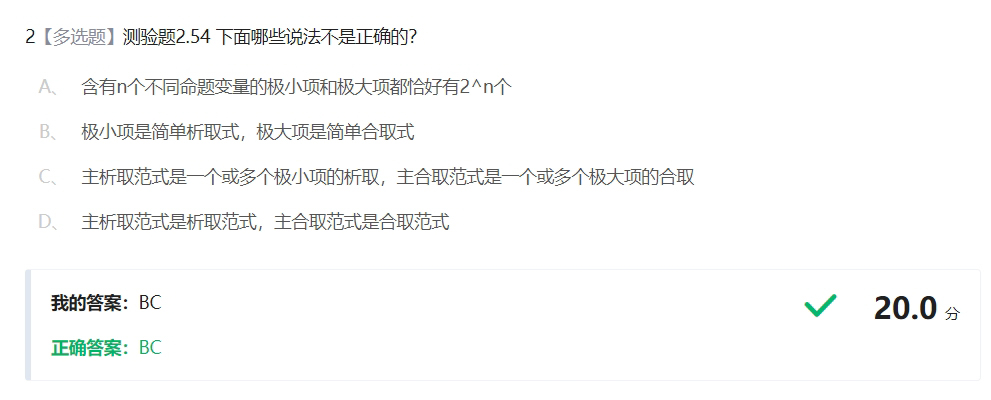 2【多选题】测验题2.54 下面哪些说法不是正确的?
A、 含有n个不同命题变量的极小项和极大项都恰好有2^n个
B、 极小项是简单析取式，极大项是简单合取式
C、 主析取范式是一个或多个极小项的析取，主合取范式是一个或多个极大项的合取
D、 主析取范式是析取范式，主合取范式是合取范式
我的答案：BC
20.0 分
正确答案：BC